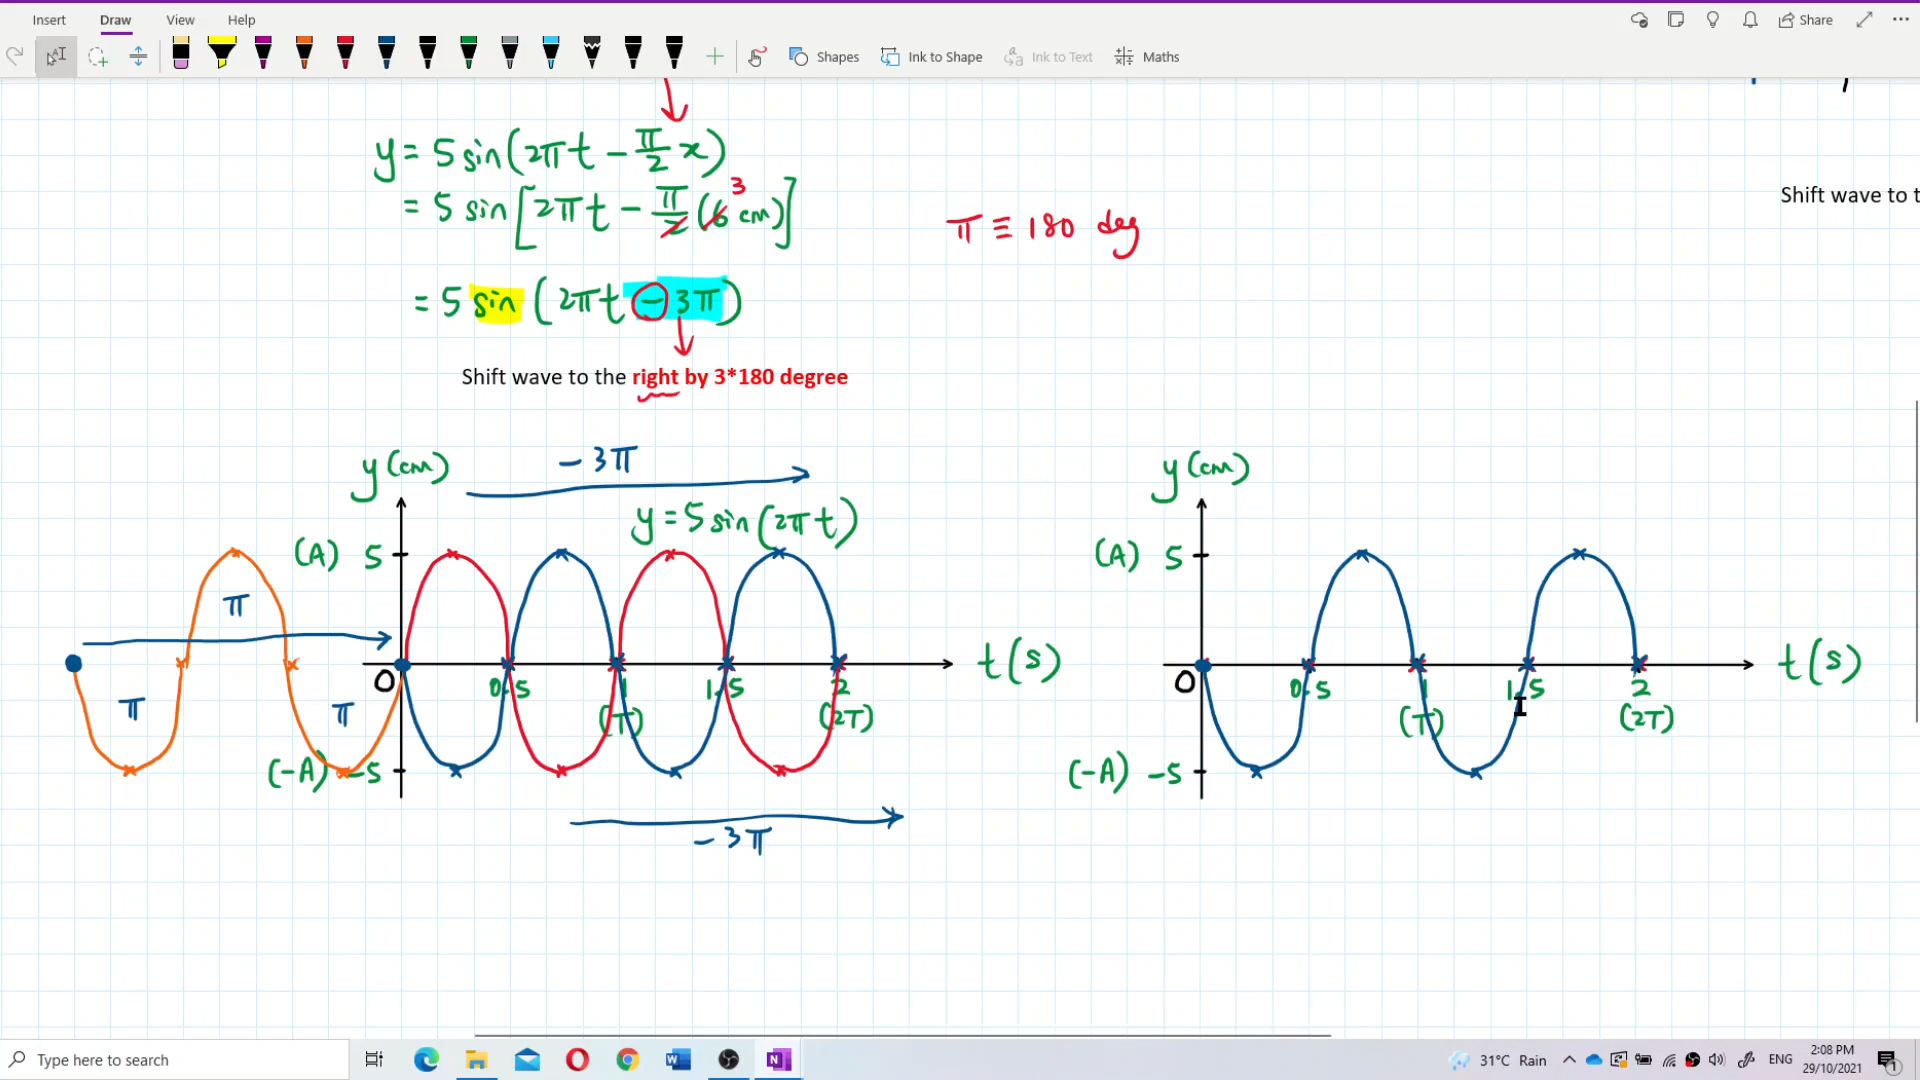 Insert Draw View Help
Share
Shapes Ink to Shape Ink to Text Maths
y = 5 sin(2πt - π/2 x)
= 5 sin[2πt - π/2 (6 cm)]
3
π ≡ 180 deg
Shift wave to t
= 5 sin (2πt - 3π)
Shift wave to the right by 3*180 degree
-3π
y (cm)
y (cm)
y = 5 sin (2πt)
(A) 5
(A) 5
π
t (s)
t (s)
0 0.5 1 1.5 2
0 0.5 1 1.5 2
π π
(T) (2T)
(T) (2T)
(-A) -5
(-A) -5
-3π
Type here to search
W
N
31°C Rain
ENG
2:08 PM
29/10/2021
1